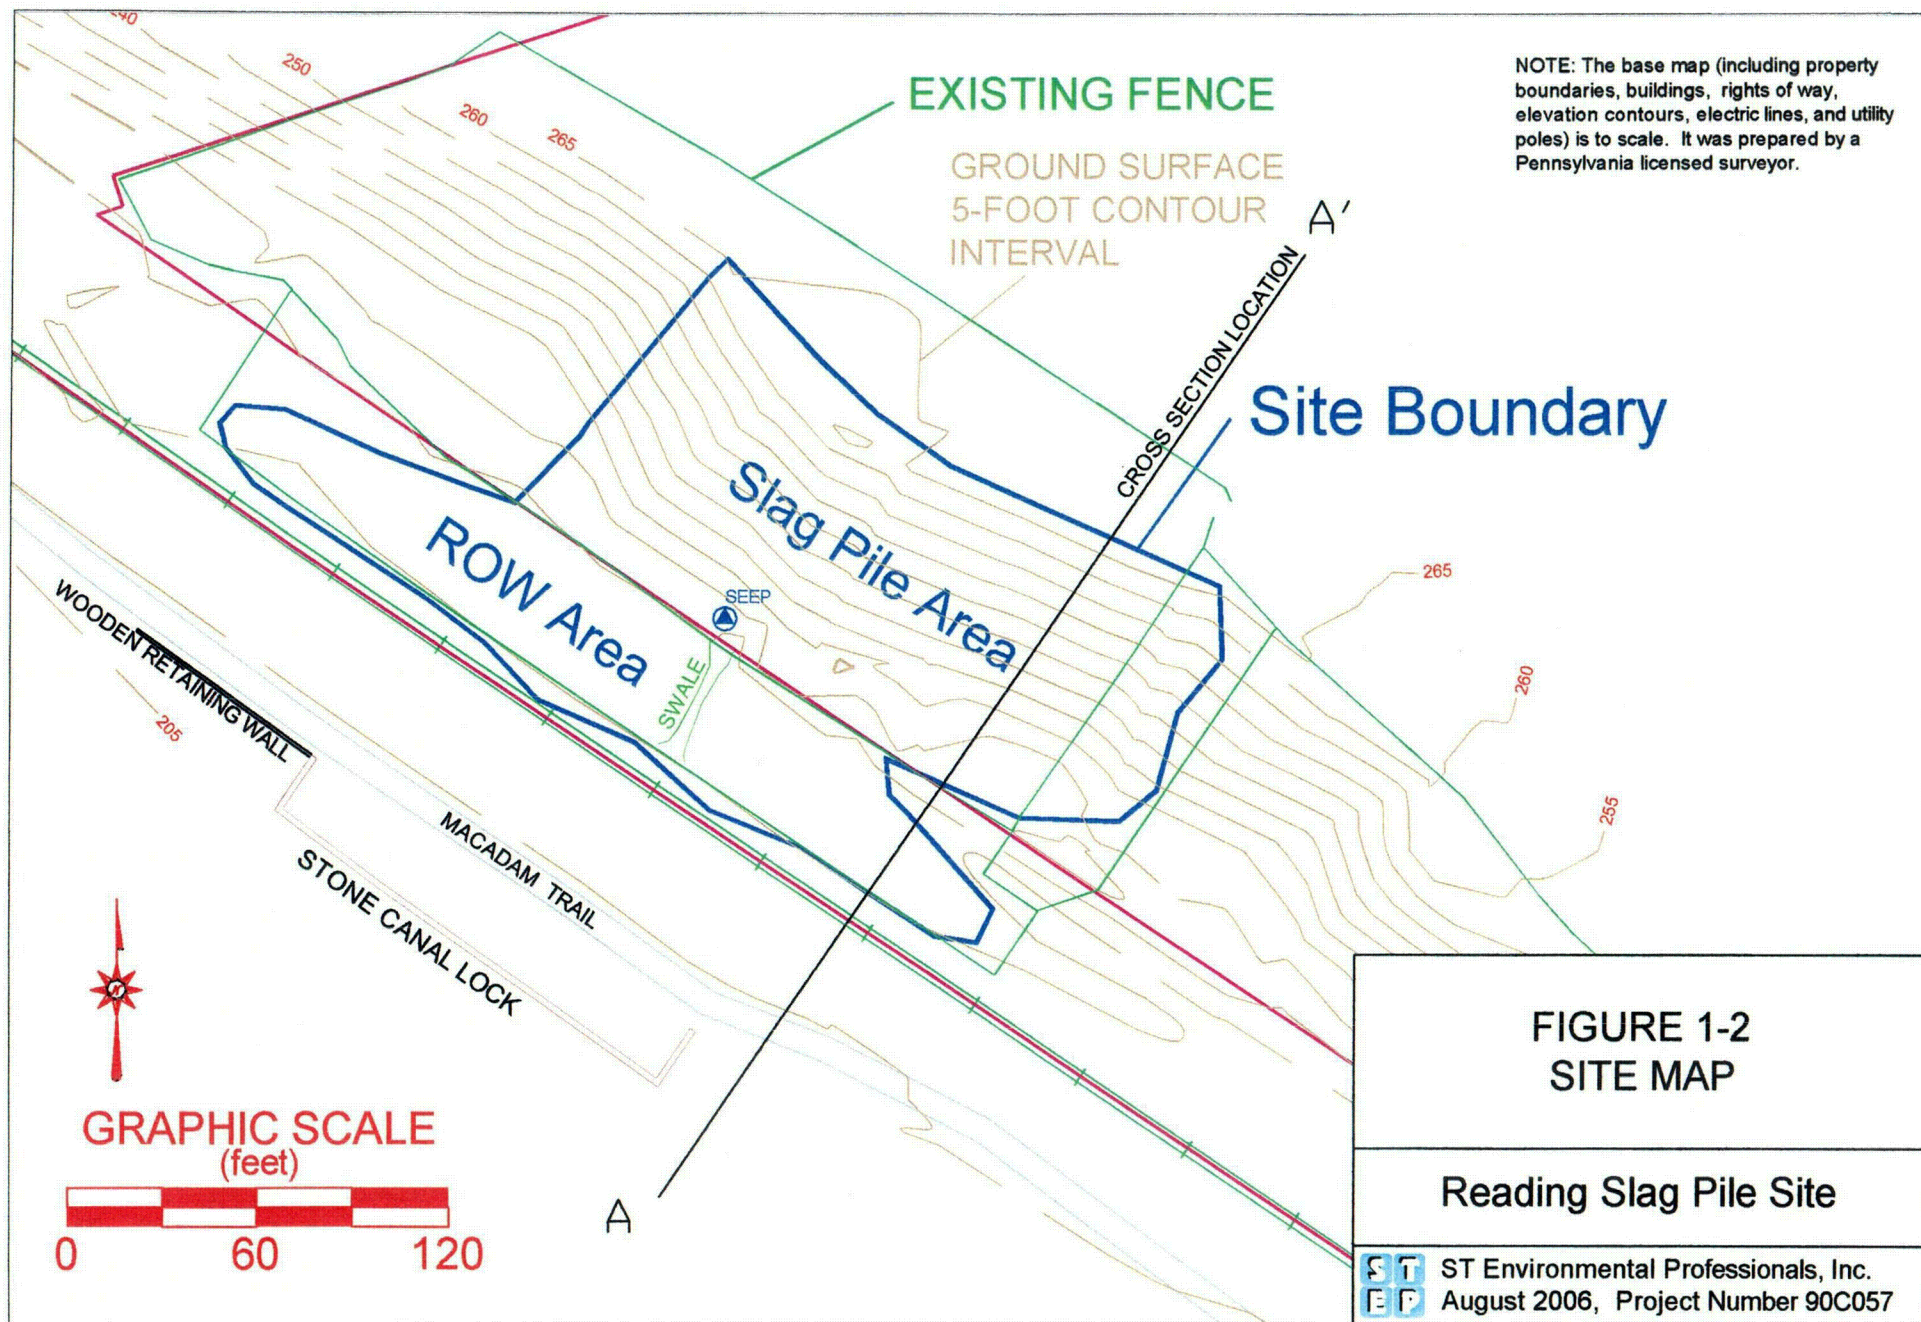 240
250
260
265
EXISTING FENCE
GROUND SURFACE
5-FOOT CONTOUR
INTERVAL
NOTE: The base map (including property
boundaries, buildings, rights of way,
elevation contours, electric lines, and utility
poles) is to scale. It was prepared by a
Pennsylvania licensed surveyor.
A'
CROSS SECTION LOCATION
Site Boundary
Slag Pile Area
ROW Area
SEEP
SWALE
265
260
255
WOODEN RETAINING WALL
205
MACADAM TRAIL
STONE CANAL LOCK
A
N
GRAPHIC SCALE
(feet)
0 60 120
FIGURE 1-2
SITE MAP
Reading Slag Pile Site
ST
EP
ST Environmental Professionals, Inc.
August 2006, Project Number 90C057